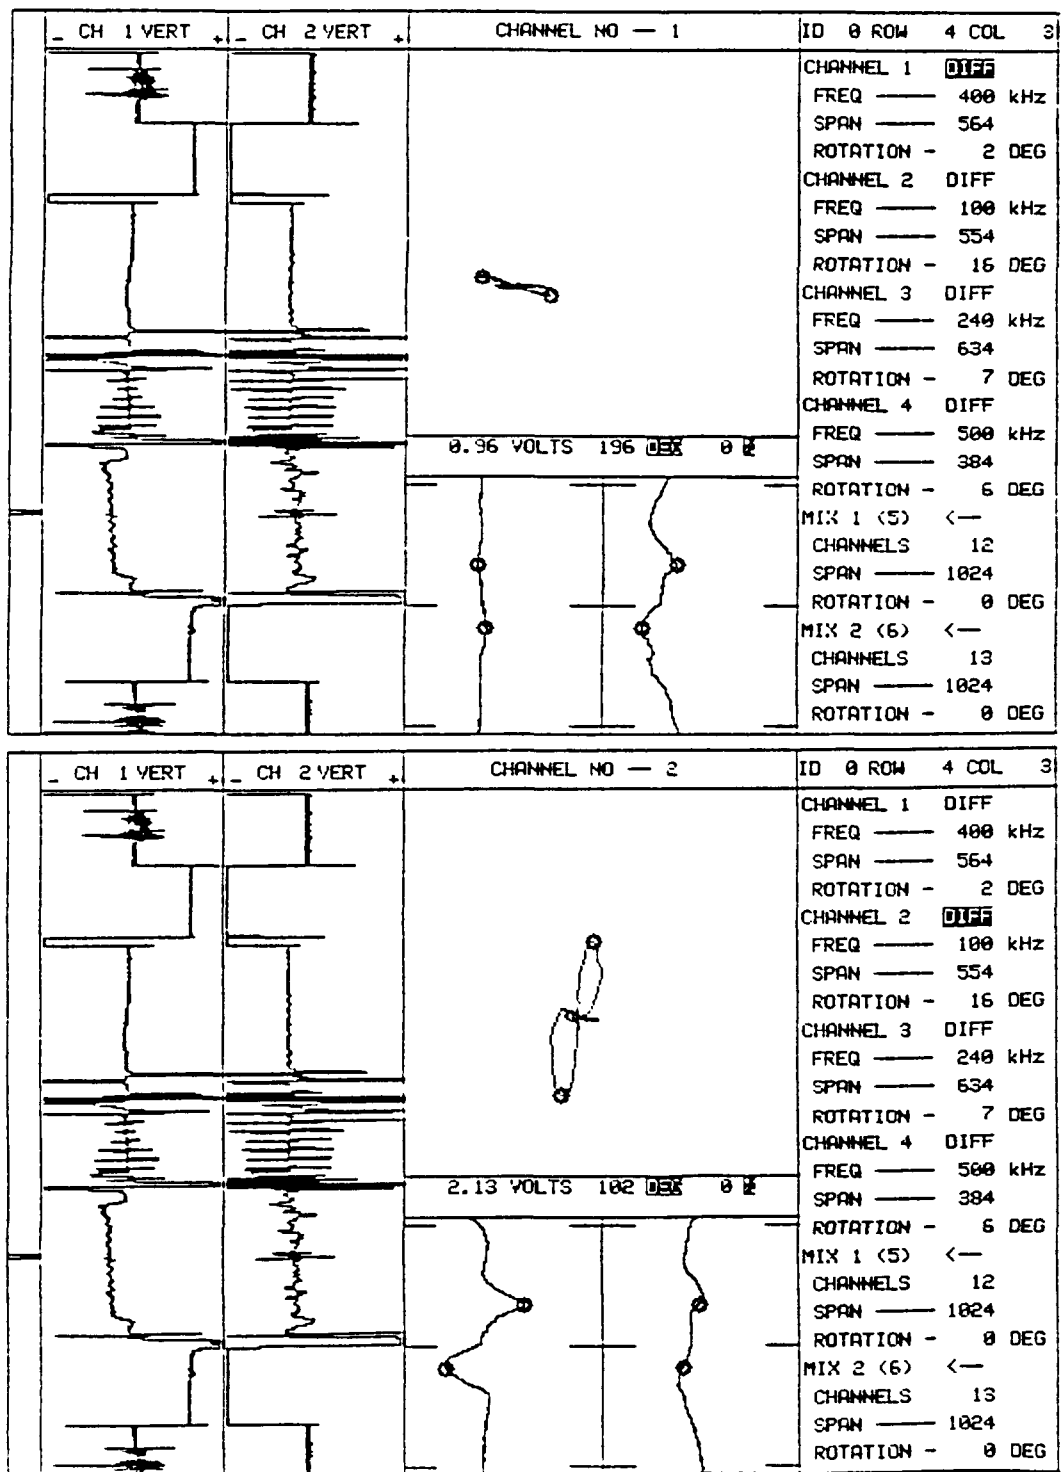 _ CH 1 VERT + _ CH 2 VERT + CHANNEL NO — 1 ID 0 ROW 4 COL 3
CHANNEL 1 DIFF
FREQ — 400 kHz
SPAN — 564
ROTATION - 2 DEG
CHANNEL 2 DIFF
FREQ — 100 kHz
SPAN — 554
ROTATION - 16 DEG
CHANNEL 3 DIFF
FREQ — 240 kHz
SPAN — 634
ROTATION - 7 DEG
CHANNEL 4 DIFF
FREQ — 500 kHz
SPAN — 384
ROTATION - 6 DEG
MIX 1 (5) <—
CHANNELS 12
SPAN — 1024
ROTATION - 0 DEG
MIX 2 (6) <—
CHANNELS 13
SPAN — 1024
ROTATION - 0 DEG
0.96 VOLTS 196 0
_ CH 1 VERT + _ CH 2 VERT + CHANNEL NO — 2 ID 0 ROW 4 COL 3
CHANNEL 1 DIFF
FREQ — 400 kHz
SPAN — 564
ROTATION - 2 DEG
CHANNEL 2 DIFF
FREQ — 100 kHz
SPAN — 554
ROTATION - 16 DEG
CHANNEL 3 DIFF
FREQ — 240 kHz
SPAN — 634
ROTATION - 7 DEG
CHANNEL 4 DIFF
FREQ — 500 kHz
SPAN — 384
ROTATION - 6 DEG
MIX 1 (5) <—
CHANNELS 12
SPAN — 1024
ROTATION - 0 DEG
MIX 2 (6) <—
CHANNELS 13
SPAN — 1024
ROTATION - 0 DEG
2.13 VOLTS 102 0